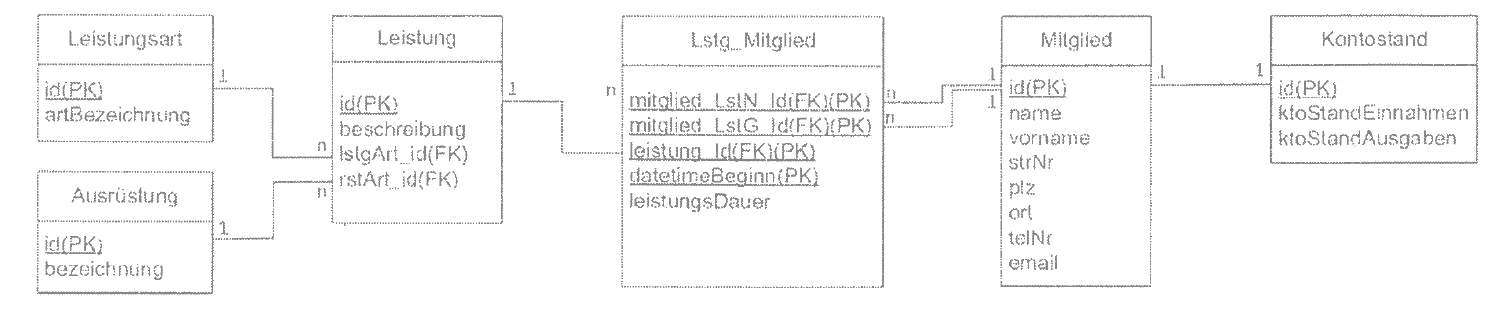 Leistungsart
id(PK)
artBezeichnung
1
Ausrüstung
id(PK)
bezeichnung
1
Leistung
id(PK)
beschreibung
lstgArt_id(FK)
rstArt_id(FK)
n
n
1
Lstg_Mitglied
mitglied_LstN_Id(FK)(PK)
mitglied_LstG_Id(FK)(PK)
leistung_Id(FK)(PK)
datetimeBeginn(PK)
leistungsDauer
n
n
n
Mitglied
id(PK)
name
vorname
strNr
plz
ort
telNr
email
1
1
1
Kontostand
id(PK)
ktoStandEinnahmen
ktoStandAusgaben
1